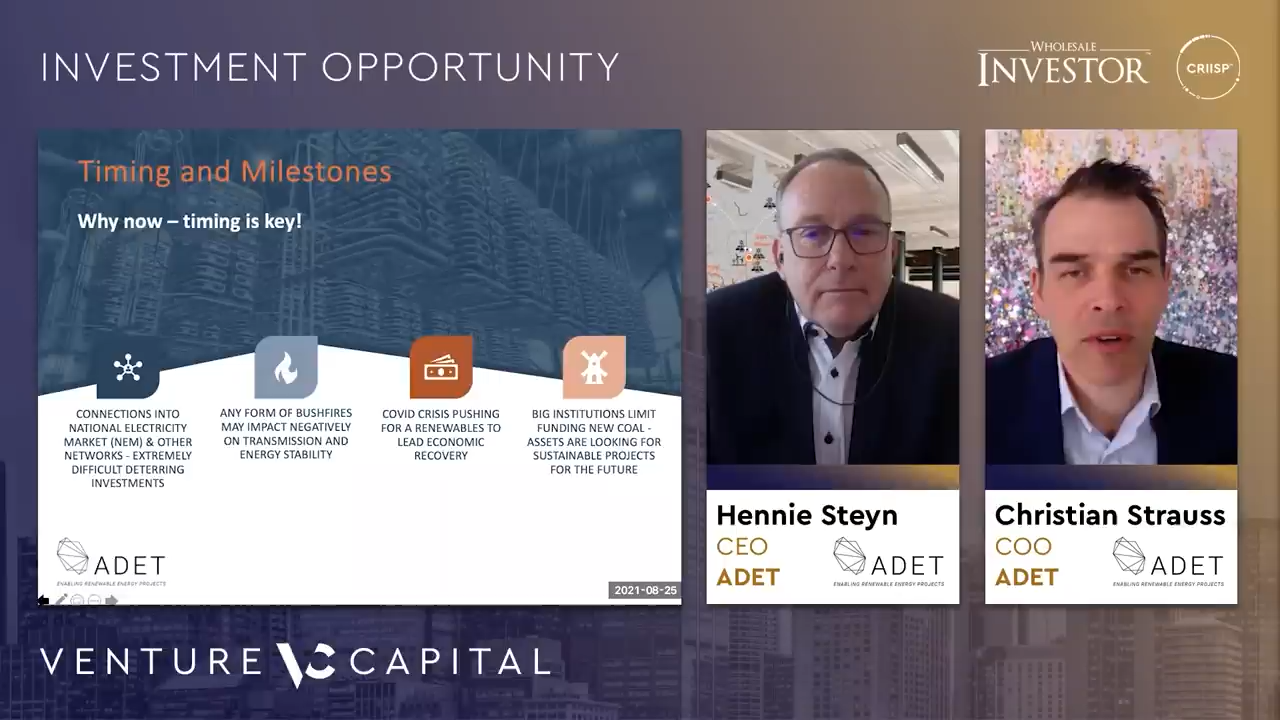 INVESTMENT OPPORTUNITY
WHOLESALE
INVESTOR
CRIISP
Timing and Milestones
Why now – timing is key!
CONNECTIONS INTO
NATIONAL ELECTRICITY
MARKET (NEM) & OTHER
NETWORKS - EXTREMELY
DIFFICULT DETERRING
INVESTMENTS
ANY FORM OF BUSHFIRES
MAY IMPACT NEGATIVELY
ON TRANSMISSION AND
ENERGY STABILITY
COVID CRISIS PUSHING
FOR A RENEWABLES TO
LEAD ECONOMIC
RECOVERY
BIG INSTITUTIONS LIMIT
FUNDING NEW COAL -
ASSETS ARE LOOKING FOR
SUSTAINABLE PROJECTS
FOR THE FUTURE
ADET
ENABLING RENEWABLE ENERGY PROJECTS
2021-08-25
Hennie Steyn
CEO
ADET
ADET
ENABLING RENEWABLE ENERGY PROJECTS
Christian Strauss
COO
ADET
ADET
ENABLING RENEWABLE ENERGY PROJECTS
VENTURE VC CAPITAL